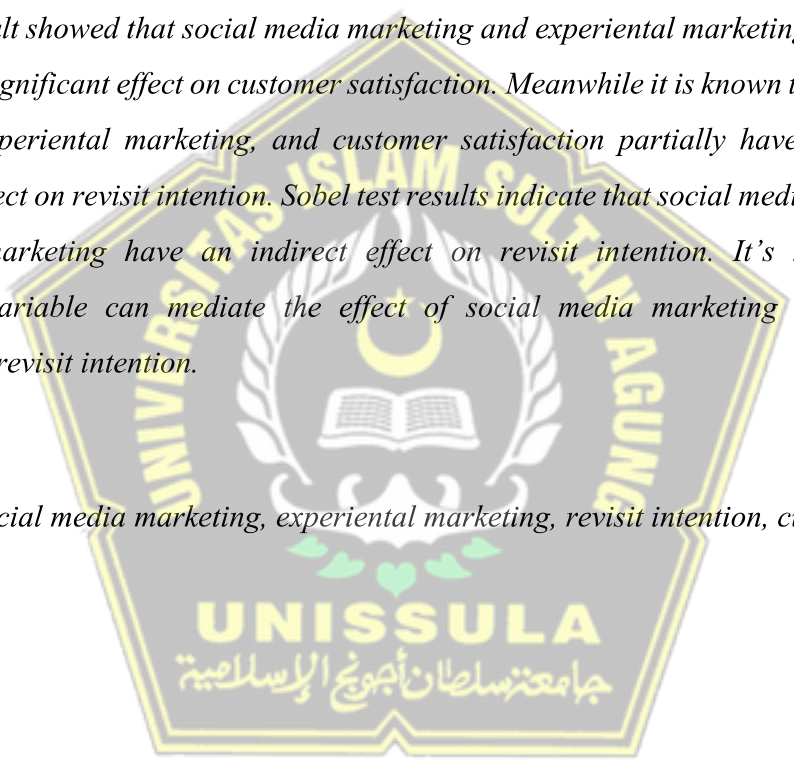 ult showed that social media marketing and experiental marketing
gnificant effect on customer satisfaction. Meanwhile it is known t
periental marketing, and customer satisfaction partially have
ect on revisit intention. Sobel test results indicate that social medi
marketing have an indirect effect on revisit intention. It’s
ariable can mediate the effect of social media marketing
revisit intention.
cial media marketing, experiental marketing, revisit intention, cu
UNIVERSITAS ISLAM SULTAN AGUNG
UNISSULA
جامعة سلطان أجونج الإسلامية